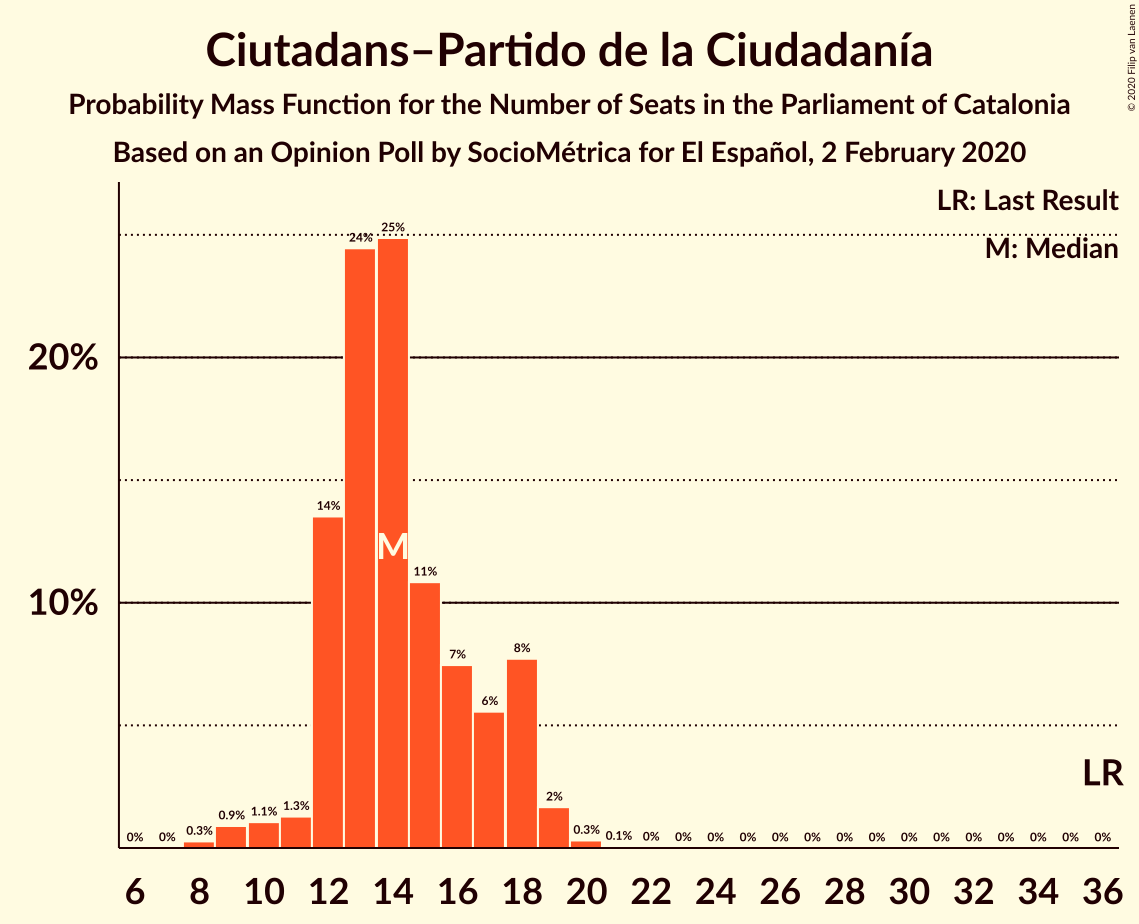 Ciutadans–Partido de la Ciudadanía
Probability Mass Function for the Number of Seats in the Parliament of Catalonia
Based on an Opinion Poll by SocioMétrica for El Español, 2 February 2020
© 2020 Filip van Laenen
LR: Last Result
M: Median
20%
10%
0% 0% 0.3% 0.9% 1.1% 1.3% 14% 24% 25% 11% 7% 6% 8% 2% 0.3% 0.1% 0% 0% 0% 0% 0% 0% 0% 0% 0% 0% 0% 0% 0% 0% 0%
M
LR
6 8 10 12 14 16 18 20 22 24 26 28 30 32 34 36